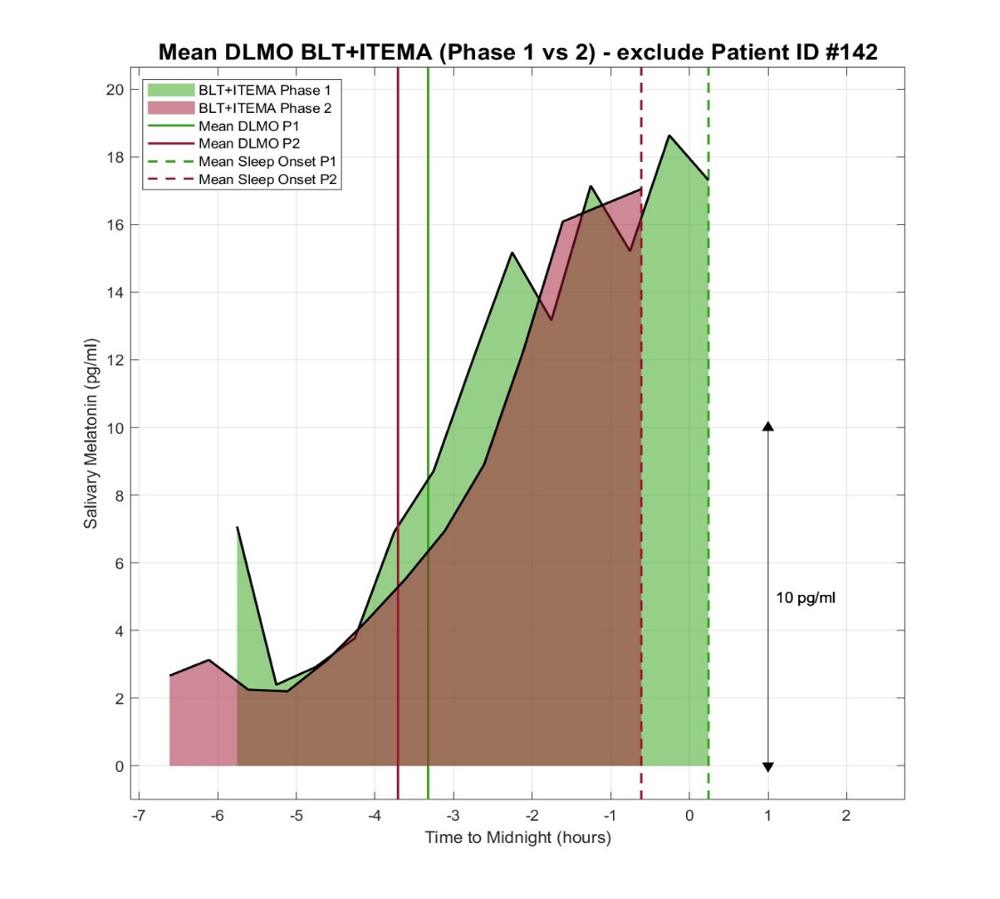 Mean DLMO BLT+ITEMA (Phase 1 vs 2) - exclude Patient ID #142
BLT+ITEMA Phase 1
BLT+ITEMA Phase 2
Mean DLMO P1
Mean DLMO P2
Mean Sleep Onset P1
Mean Sleep Onset P2
20
18
16
14
12
10
8
6
4
2
0
Salivary Melatonin (pg/ml)
10 pg/ml
-7 -6 -5 -4 -3 -2 -1 0 1 2
Time to Midnight (hours)